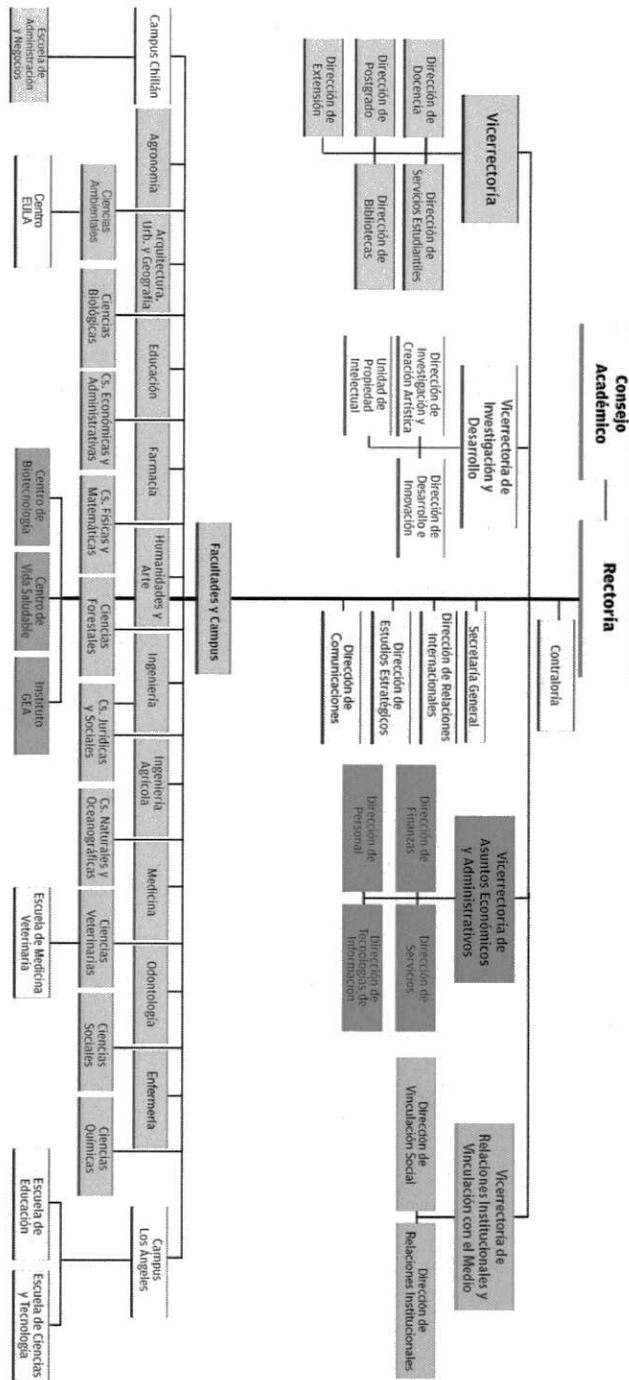 Consejo
Académico
Rectoría
Contraloría
Secretaría General
Dirección de Relaciones
Internacionales
Dirección de
Estudios Estratégicos
Dirección de
Comunicaciones
Vicerrectoría
Dirección de
Docencia
Dirección de
Servicios Estudiantiles
Dirección de
Postgrado
Dirección de
Bibliotecas
Dirección de
Extensión
Vicerrectoría de
Investigación y
Desarrollo
Dirección de
Investigación y
Creación Artística
Dirección de
Desarrollo e
Innovación
Unidad de
Propiedad
Intelectual
Vicerrectoría de
Asuntos Económicos
y Administrativos
Dirección de
Finanzas
Dirección de
Servicios
Dirección de
Personal
Dirección de
Tecnologías de
Información
Vicerrectoría de
Relaciones Institucionales y
Vinculación con el Medio
Dirección de
Vinculación Social
Dirección de
Relaciones Institucionales
Facultades y Campus
Campus Chillán
Agronomía
Arquitectura,
Urb. y Geografía
Educación
Farmacia
Humanidades y
Arte
Ingeniería
Ingeniería
Agrícola
Medicina
Odontología
Enfermería
Campus
Los Ángeles
Ciencias
Ambientales
Ciencias
Biológicas
Cs. Económicas y
Administrativas
Cs. Físicas y
Matemáticas
Ciencias
Forestales
Cs. Jurídicas
y Sociales
Cs. Naturales y
Oceanográficas
Ciencias
Veterinarias
Ciencias
Sociales
Ciencias
Químicas
Escuela de
Administración
y Negocios
Centro
EULA
Centro de
Biotecnología
Centro de
Vida Saludable
Instituto
GEA
Escuela de Medicina
Veterinaria
Escuela de
Educación
Escuela de Ciencias
y Tecnología